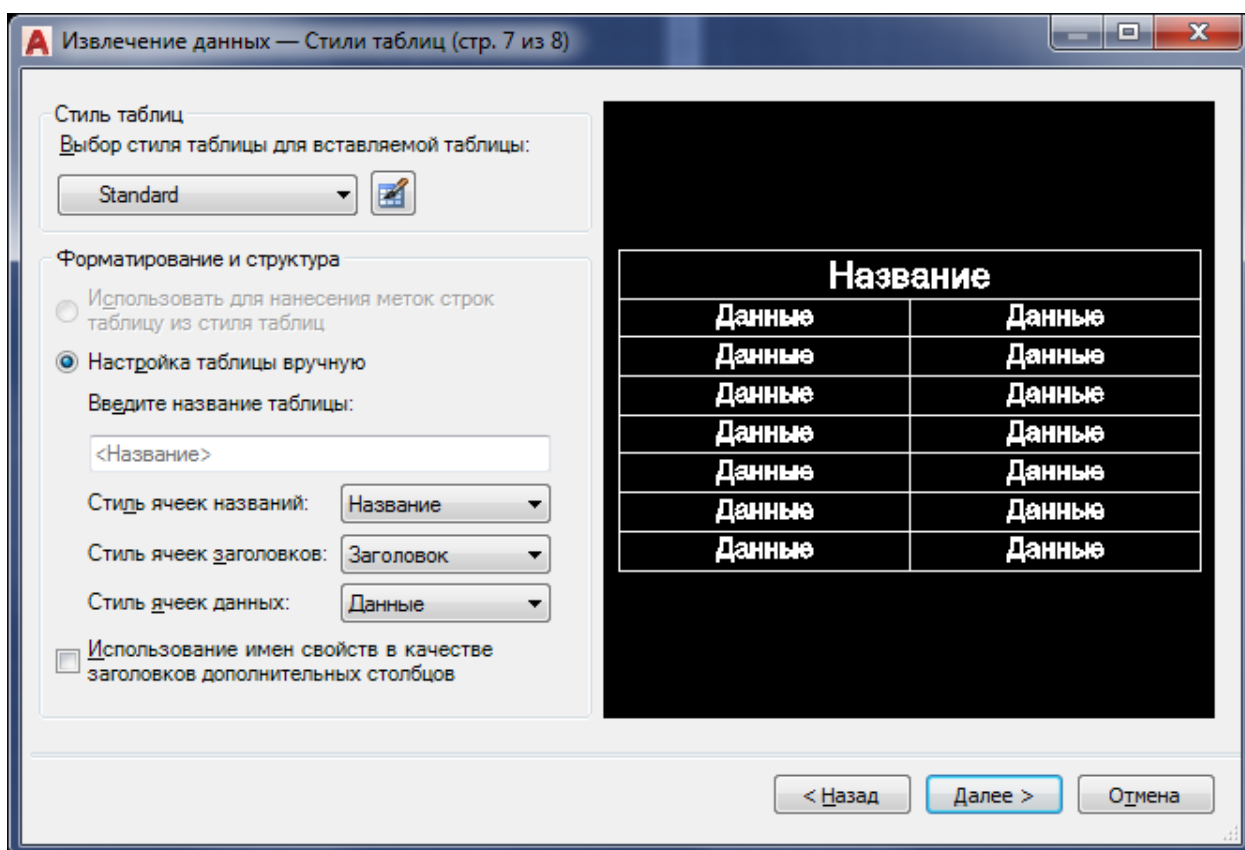 Извлечение данных — Стили таблиц (стр. 7 из 8)
Стиль таблиц
Выбор стиля таблицы для вставляемой таблицы:
Standard
Форматирование и структура
Использовать для нанесения меток строк
таблицу из стиля таблиц
Настройка таблицы вручную
Введите название таблицы:
<Название>
Стиль ячеек названий: Название
Стиль ячеек заголовков: Заголовок
Стиль ячеек данных: Данные
Использование имен свойств в качестве
заголовков дополнительных столбцов
Название
Данные Данные
Данные Данные
Данные Данные
Данные Данные
Данные Данные
Данные Данные
Данные Данные
< Назад Далее > Отмена